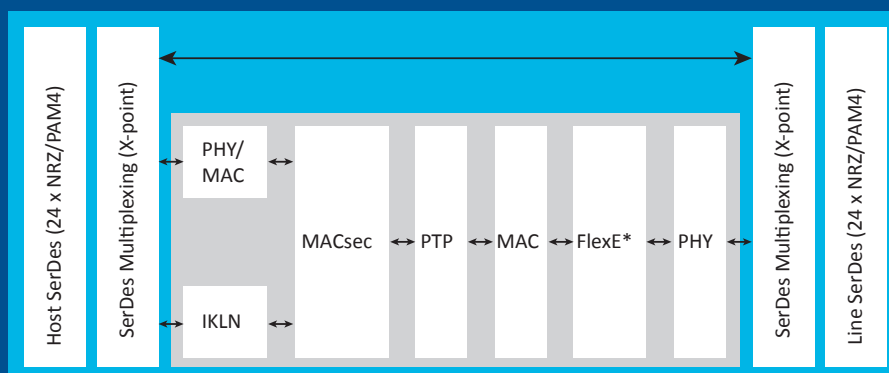 Host SerDes (24 x NRZ/PAM4)
SerDes Multiplexing (X-point)
PHY/
MAC
IKLN
MACsec
PTP
MAC
FlexE*
PHY
SerDes Multiplexing (X-point)
Line SerDes (24 x NRZ/PAM4)